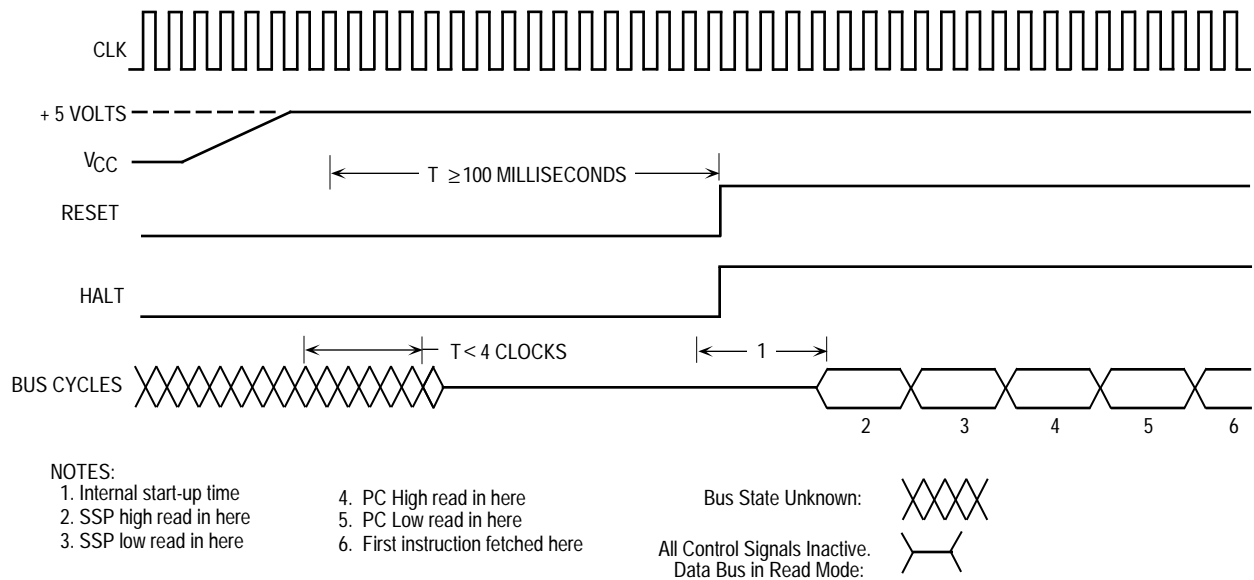 CLK
+ 5 VOLTS
VCC
T ≥100 MILLISECONDS
RESET
HALT
T< 4 CLOCKS
1
BUS CYCLES
2 3 4 5 6
NOTES:
1. Internal start-up time
2. SSP high read in here
3. SSP low read in here
4. PC High read in here
5. PC Low read in here
6. First instruction fetched here
Bus State Unknown:
All Control Signals Inactive.
Data Bus in Read Mode: